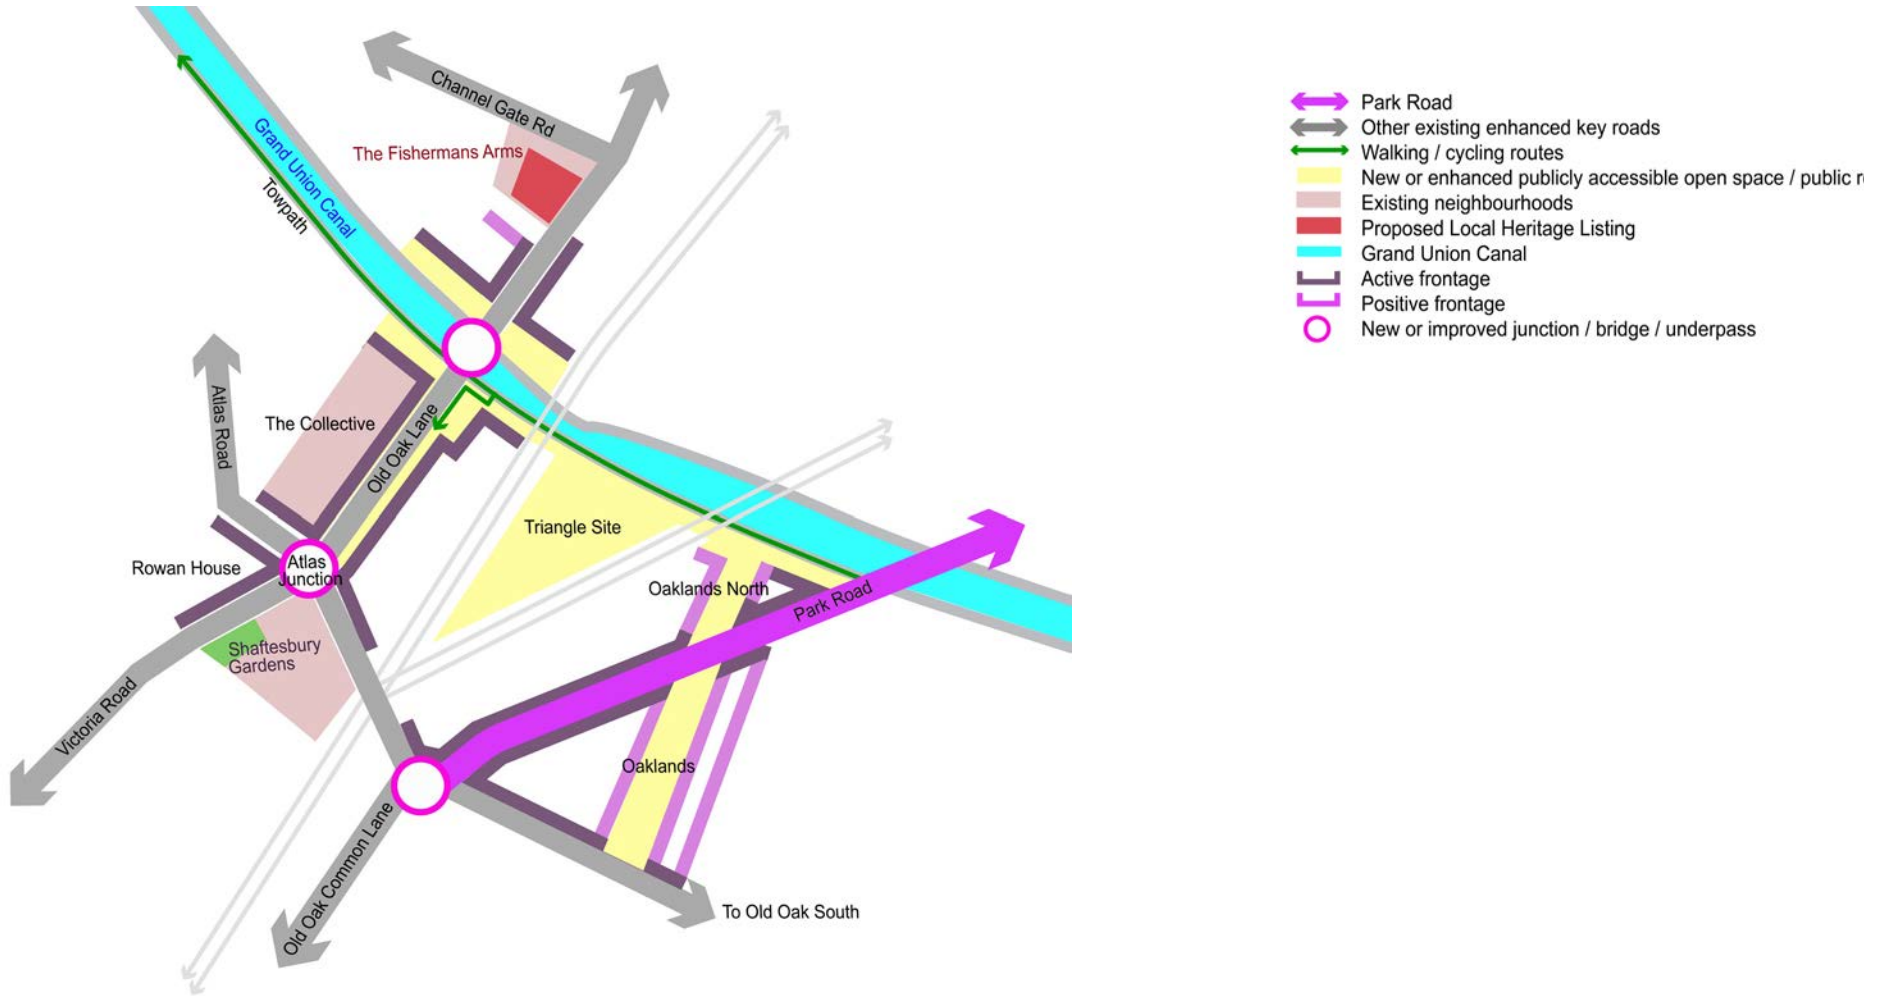 Channel Gate Rd
The Fishermans Arms
Grand Union Canal
Towpath
Atlas Road
The Collective
Old Oak Lane
Triangle Site
Rowan House
Atlas
Junction
Oaklands North
Park Road
Shaftesbury
Gardens
Victoria Road
Oaklands
Old Oak Common Lane
To Old Oak South
Park Road
Other existing enhanced key roads
Walking / cycling routes
New or enhanced publicly accessible open space / public
Existing neighbourhoods
Proposed Local Heritage Listing
Grand Union Canal
Active frontage
Positive frontage
New or improved junction / bridge / underpass